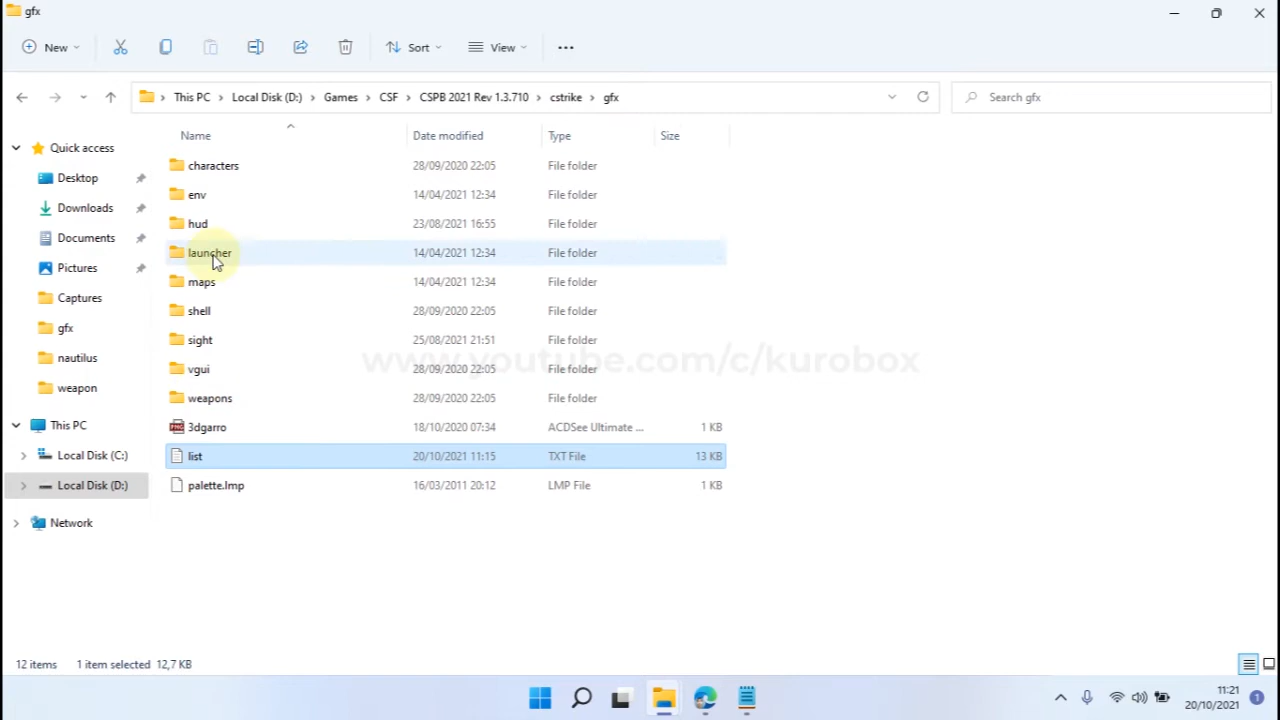 gfx
New
Sort
View
This PC > Local Disk (D:) > Games > CSF > CSPB 2021 Rev 1.3.710 > cstrike > gfx
Search gfx
Name Date modified Type Size
Quick access
Desktop
Downloads
Documents
Pictures
Captures
gfx
nautilus
weapon
This PC
Local Disk (C:)
Local Disk (D:)
Network
characters 28/09/2020 22:05 File folder
env 14/04/2021 12:34 File folder
hud 23/08/2021 16:55 File folder
launcher 14/04/2021 12:34 File folder
maps 14/04/2021 12:34 File folder
shell 28/09/2020 22:05 File folder
sight 25/08/2021 21:51 File folder
www.youtube.com/c/kurobox
vgui 28/09/2020 22:05 File folder
weapons 28/09/2020 22:05 File folder
3dgarro 18/10/2020 07:34 ACDSee Ultimate ... 1 KB
list 20/10/2021 11:15 TXT File 13 KB
palette.lmp 16/03/2011 20:12 LMP File 1 KB
12 items 1 item selected 12,7 KB
11:21
20/10/2021
1